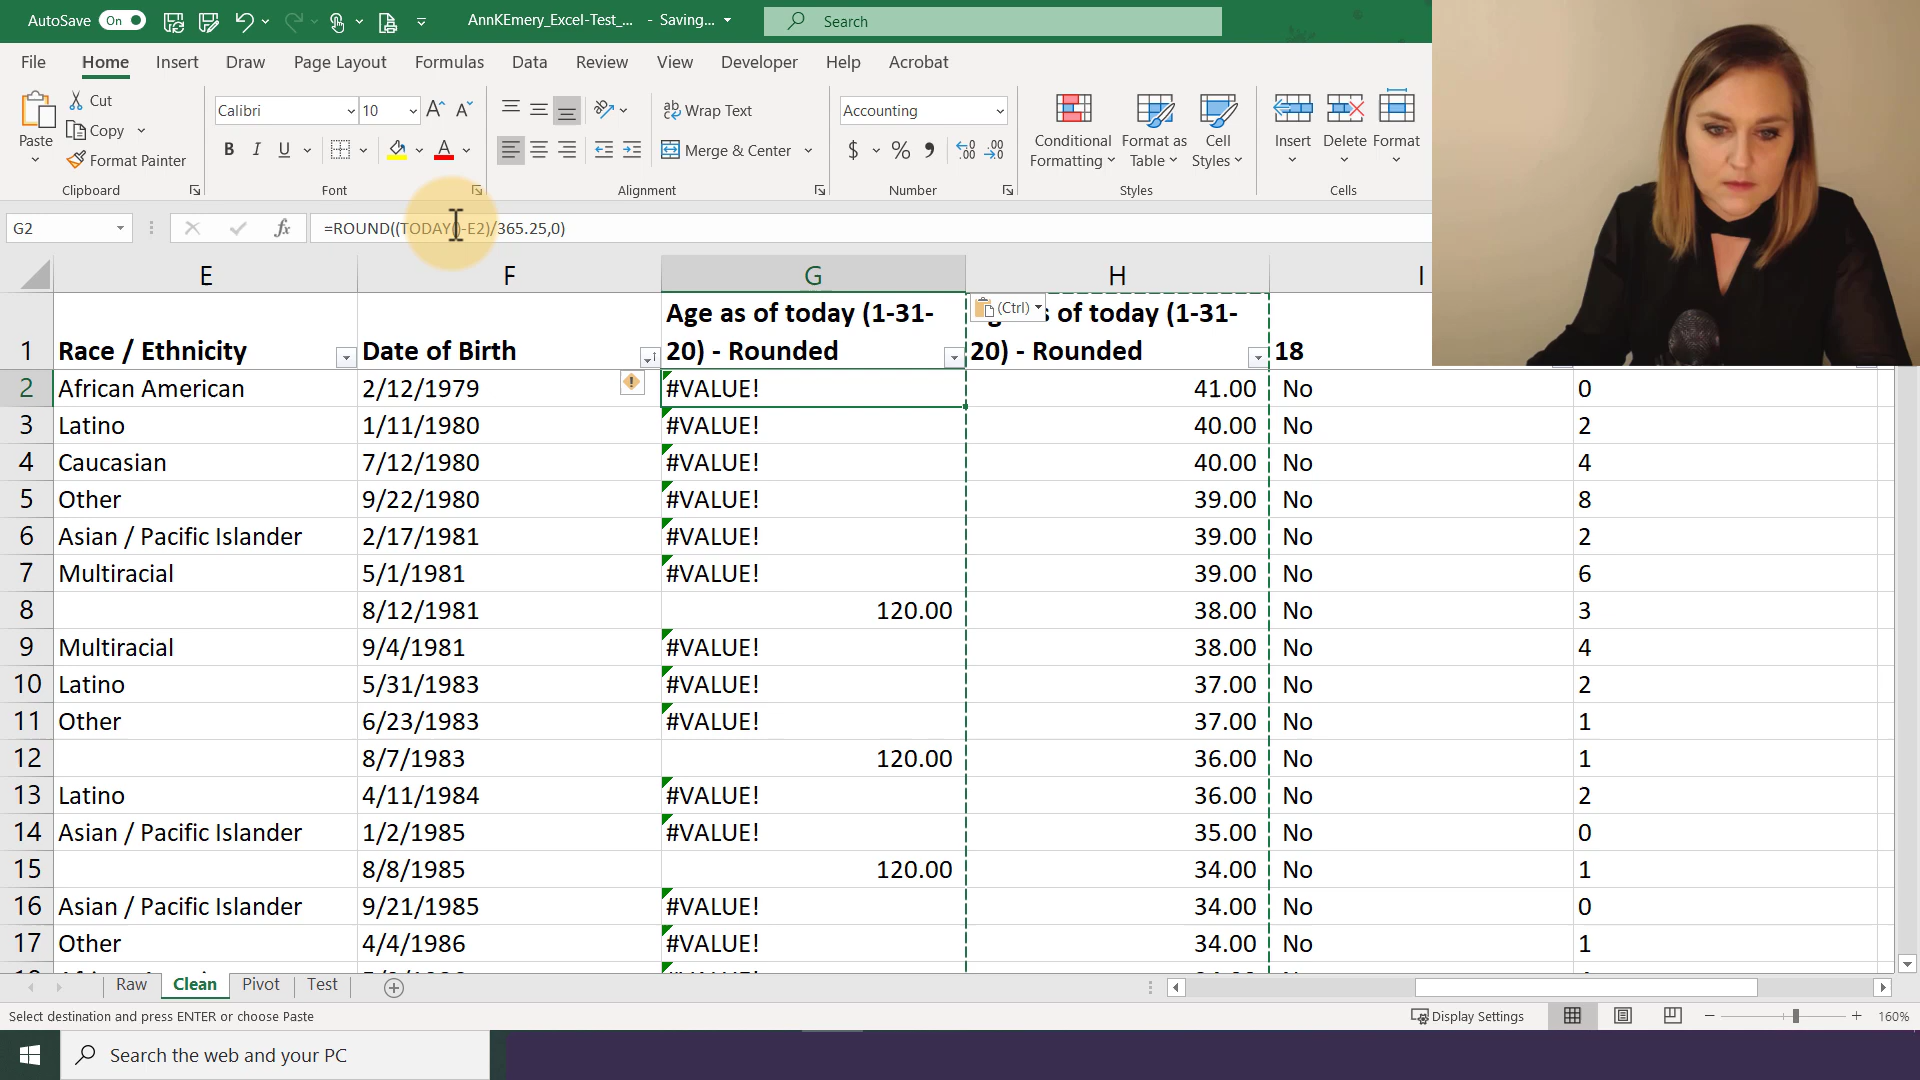 AutoSave On AnnKEmery_Excel-Test_... - Saving... Search
File Home Insert Draw Page Layout Formulas Data Review View Developer Help Acrobat
Paste Cut Copy Format Painter
Calibri 10 A A
B I U A
Wrap Text
Merge & Center
Accounting
$ %
Conditional Formatting Format as Table Cell Styles
Insert Delete Format
Clipboard Font Alignment Number Styles Cells
G2 fx =ROUND((TODAY()-E2)/365.25,0)
E F G H I
1 Race / Ethnicity Date of Birth Age as of today (1-31-20) - Rounded of today (1-31-20) - Rounded 18
(Ctrl)
2 African American 2/12/1979 #VALUE! 41.00 No 0
3 Latino 1/11/1980 #VALUE! 40.00 No 2
4 Caucasian 7/12/1980 #VALUE! 40.00 No 4
5 Other 9/22/1980 #VALUE! 39.00 No 8
6 Asian / Pacific Islander 2/17/1981 #VALUE! 39.00 No 2
7 Multiracial 5/1/1981 #VALUE! 39.00 No 6
8 8/12/1981 120.00 38.00 No 3
9 Multiracial 9/4/1981 #VALUE! 38.00 No 4
10 Latino 5/31/1983 #VALUE! 37.00 No 2
11 Other 6/23/1983 #VALUE! 37.00 No 1
12 8/7/1983 120.00 36.00 No 1
13 Latino 4/11/1984 #VALUE! 36.00 No 2
14 Asian / Pacific Islander 1/2/1985 #VALUE! 35.00 No 0
15 8/8/1985 120.00 34.00 No 1
16 Asian / Pacific Islander 9/21/1985 #VALUE! 34.00 No 0
17 Other 4/4/1986 #VALUE! 34.00 No 1
Raw Clean Pivot Test
Select destination and press ENTER or choose Paste Display Settings 160%
Search the web and your PC